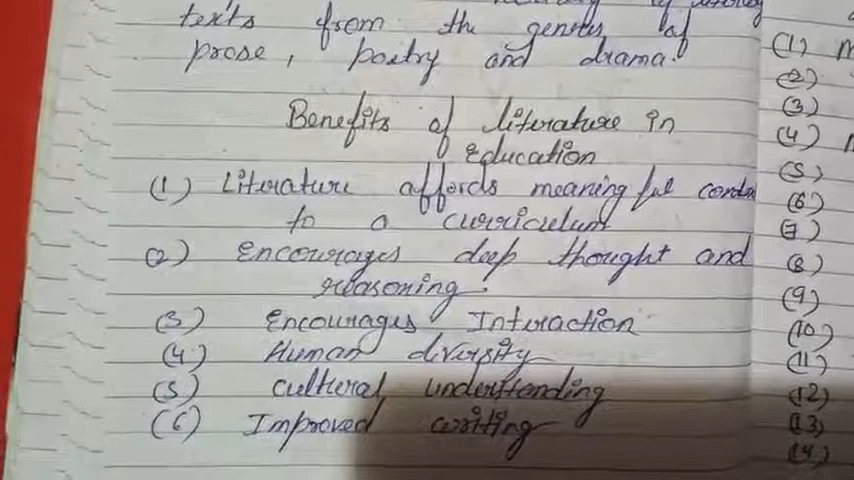 texts from the genres of
prose, poetry and drama.
Benefits of literature in
Education
(1) Literature affords meaningful
to a curriculum
(2) Encourages deep thought and
reasoning.
(3) Encourages Interaction
(4) Human diversity
(5) cultural understanding
(6) Improved writing
(1)
(2)
(3)
(4)
(5)
(6)
(7)
(8)
(9)
(10)
(11)
(12)
(13)
(14)